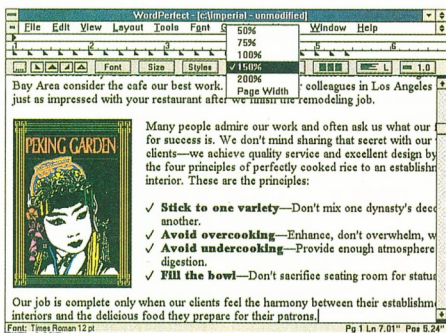 WordPerfect - [c:\imperial - unmodified]
File Edit View Layout Tools Font G Window Help
50%
75%
100%
✓150%
200%
Page Width
Font Size Styles L 1.0
Bay Area consider the cafe our best work. colleagues in Los Angeles
just as impressed with your restaurant after we finish the remodeling job.
PEKING GARDEN
Many people admire our work and often ask us what our
for success is. We don't mind sharing that secret with our
clients—we achieve quality service and excellent design by
the four principles of perfectly cooked rice to an establishm
interior. These are the principles:
✓ Stick to one variety—Don't mix one dynasty's deco
another.
✓ Avoid overcooking—Enhance, don't overwhelm, w
✓ Avoid undercooking—Provide enough atmosphere
digestion.
✓ Fill the bowl—Don't sacrifice seating room for statu
Our job is complete only when our clients feel the harmony between their establishm
interiors and the delicious food they prepare for their patrons.
Font: Times Roman 12 pt Pg 1 Ln 7.01" Pos 5.24"